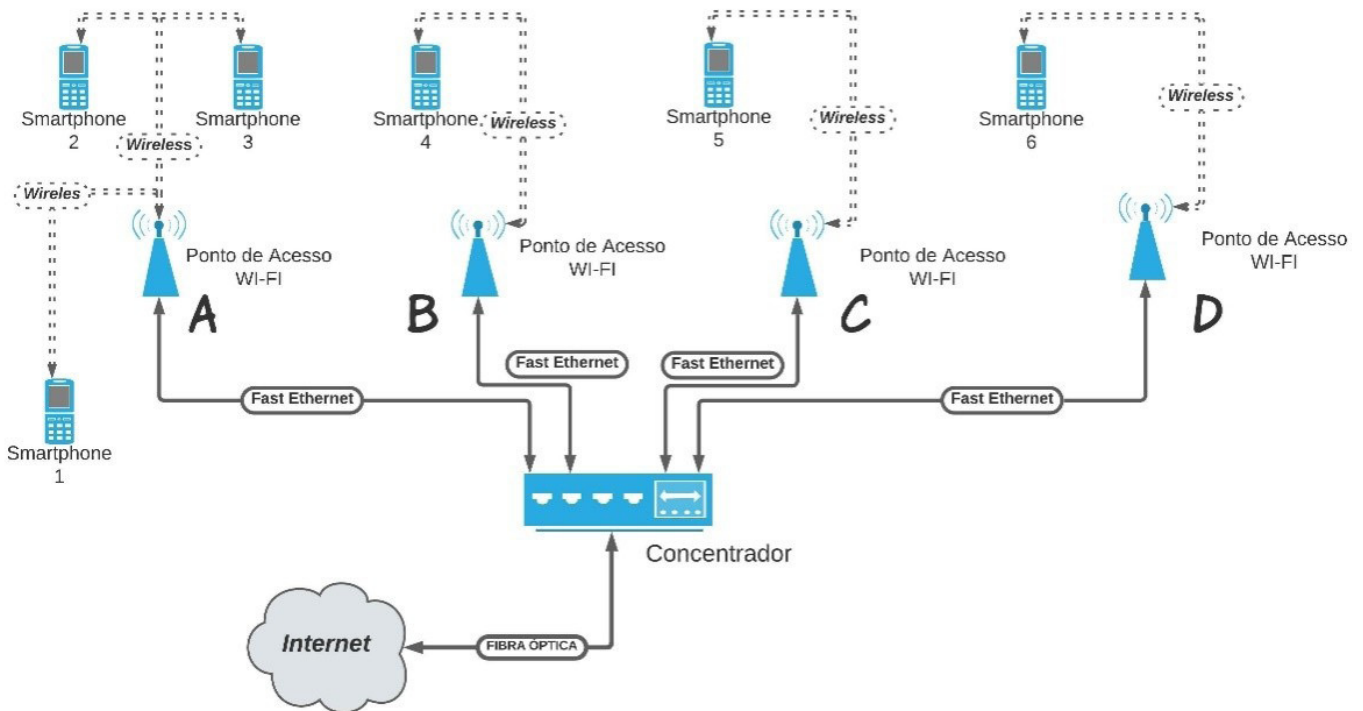 Smartphone
2
Smartphone
3
Smartphone
4
Smartphone
5
Smartphone
6
Wireless
Wireless
Wireless
Wireless
Wireles
Ponto de Acesso
WI-FI
Ponto de Acesso
WI-FI
Ponto de Acesso
WI-FI
Ponto de Acesso
WI-FI
A
B
C
D
Fast Ethernet
Fast Ethernet
Fast Ethernet
Fast Ethernet
Smartphone
1
Concentrador
Internet
FIBRA ÓPTICA